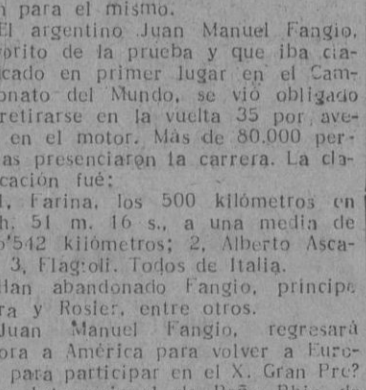 para el mismo.
El argentino Juan Manuel Fangio,
orito de la prueba y que iba cla-
cado en primer lugar en el Cam-
onato del Mundo, se vió obligado
retirarse en la vuelta 35 por ave-
en el motor. Más de 80.000 per-
as presenciaron la carrera. La cla-
cación fué:
1, Farina, los 500 kilómetros en
h. 51 m. 16 s., a una media de
5'542 kilómetros; 2, Alberto Asca-
3, Flagioli. Todos de Italia.
Han abandonado Fangio, príncipe
ra y Rosier, entre otros.
Juan Manuel Fangio, regresará
ora a América para volver a Euro-
para participar en el X. Gran Pre?